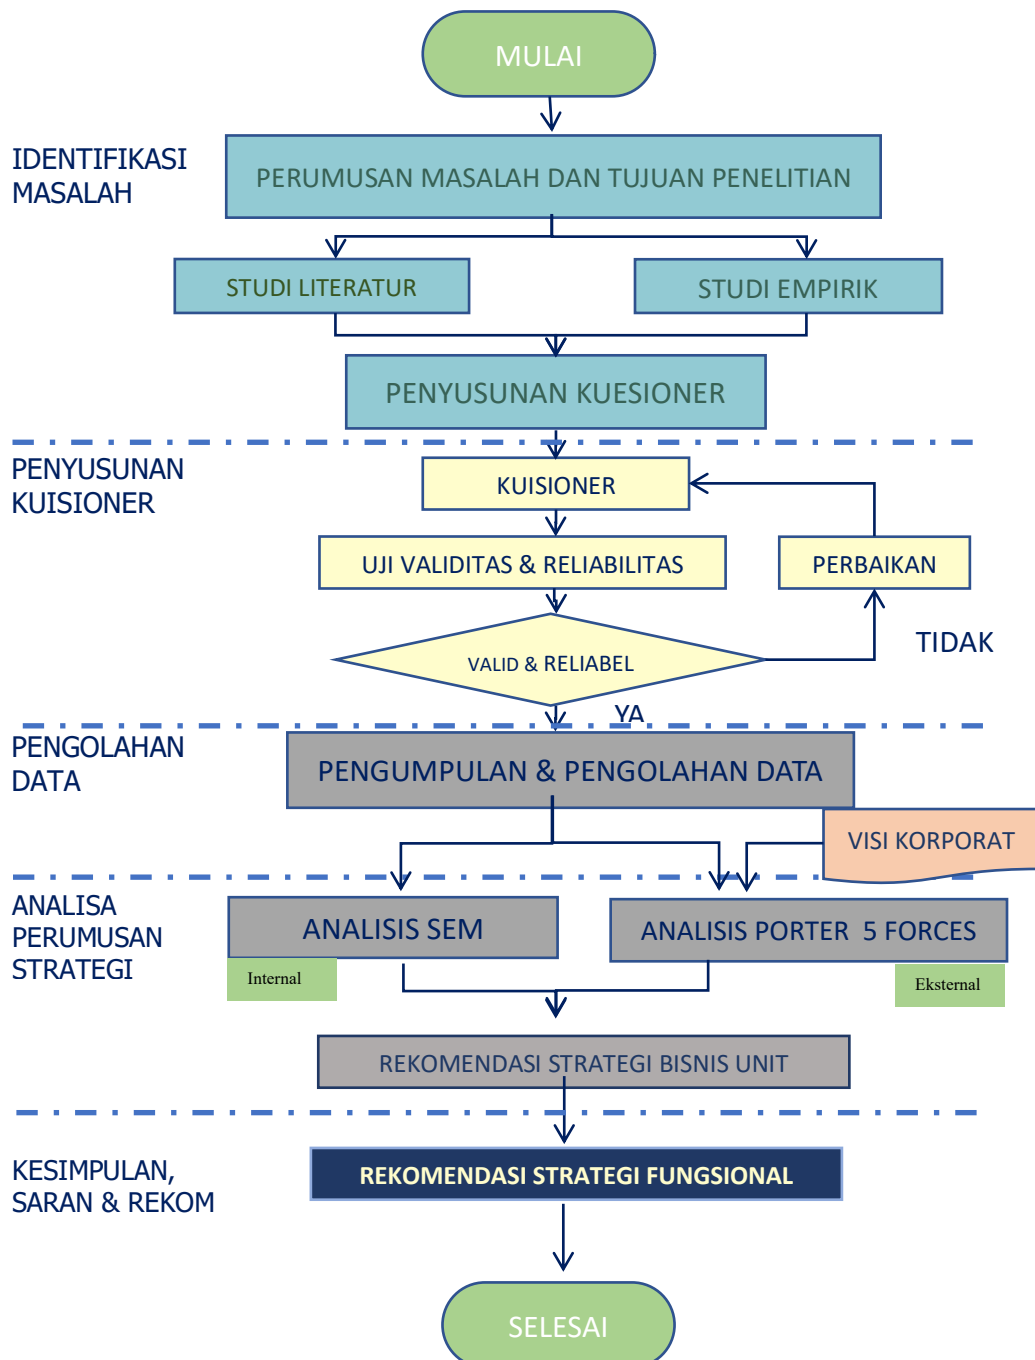 MULAI
IDENTIFIKASI
MASALAH
PERUMUSAN MASALAH DAN TUJUAN PENELITIAN
STUDI LITERATUR
STUDI EMPIRIK
PENYUSUNAN KUESIONER
PENYUSUNAN
KUISIONER
KUISIONER
UJI VALIDITAS & RELIABILITAS
PERBAIKAN
VALID & RELIABEL
TIDAK
YA
PENGOLAHAN
DATA
PENGUMPULAN & PENGOLAHAN DATA
VISI KORPORAT
ANALISA
PERUMUSAN
STRATEGI
ANALISIS SEM
ANALISIS PORTER 5 FORCES
Internal
Eksternal
REKOMENDASI STRATEGI BISNIS UNIT
KESIMPULAN,
SARAN & REKOM
REKOMENDASI STRATEGI FUNGSIONAL
SELESAI